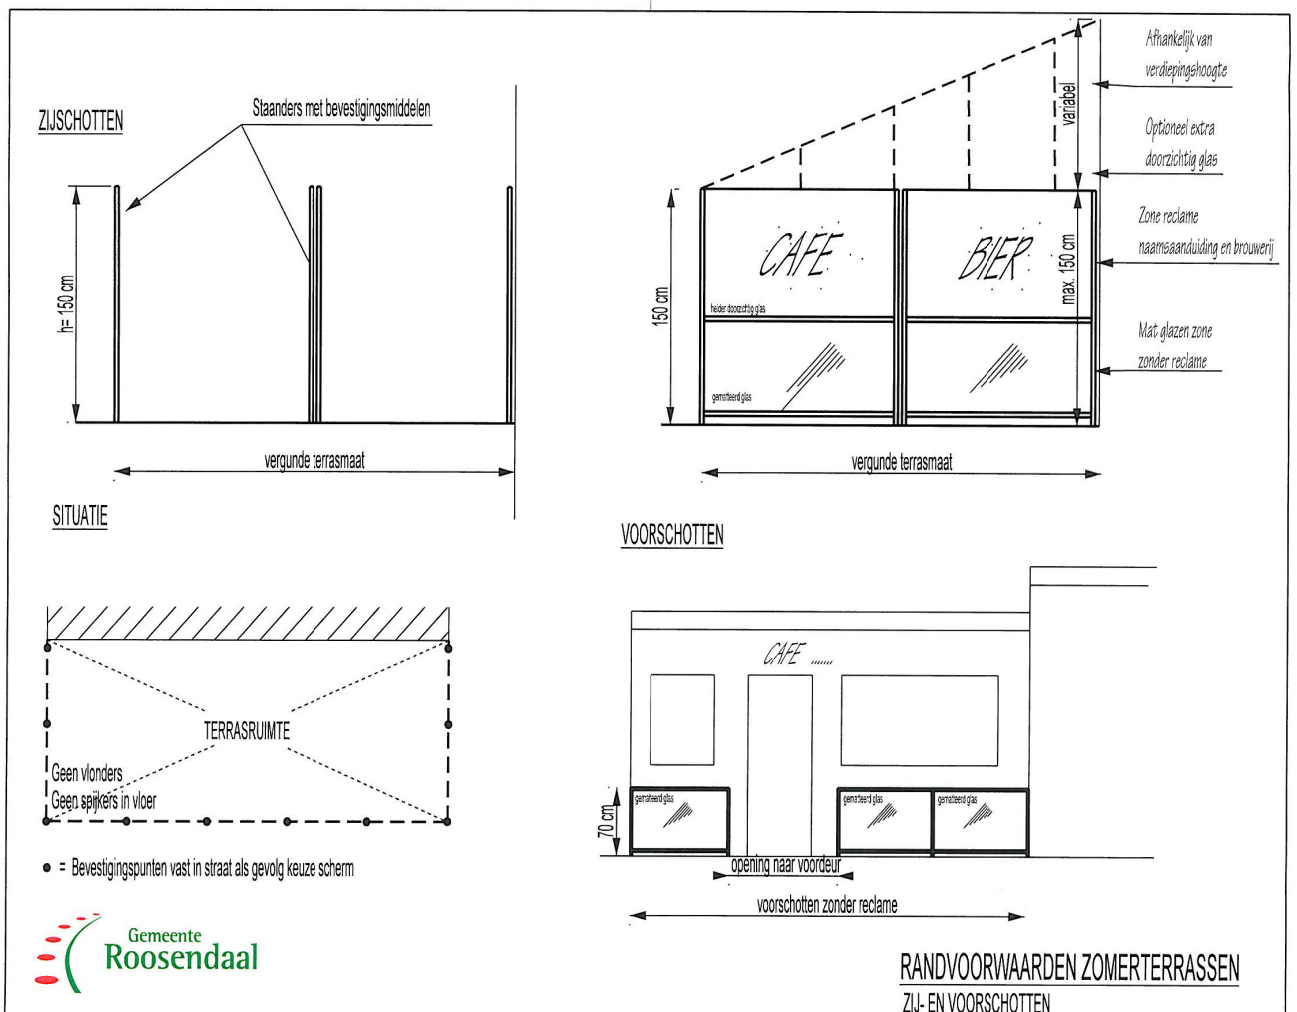 ZIJSCHOTTEN
Staanders met bevestigingsmiddelen
h= 150 cm
vergunde terrasmaat
Afhankelijk van
verdiepingshoogte
variabel
Optioneel extra
doorzichtig glas
Zone reclame
naamsaanduiding en brouwerij
CAFE
BIER
150 cm
max. 150 cm
helder doorzichtig glas
Mat glazen zone
zonder reclame
gematteerd glas
vergunde terrasmaat
SITUATIE
VOORSCHOTTEN
TERRASRUIMTE
Geen vlonders
Geen spijkers in vloer
= Bevestigingspunten vast in straat als gevolg keuze scherm
CAFE .......
70 cm
gematteerd glas
gematteerd glas
gematteerd glas
opening naar voordeur
voorschotten zonder reclame
Gemeente
Roosendaal
RANDVOORWAARDEN ZOMERTERRASSEN
ZIJ- EN VOORSCHOTTEN